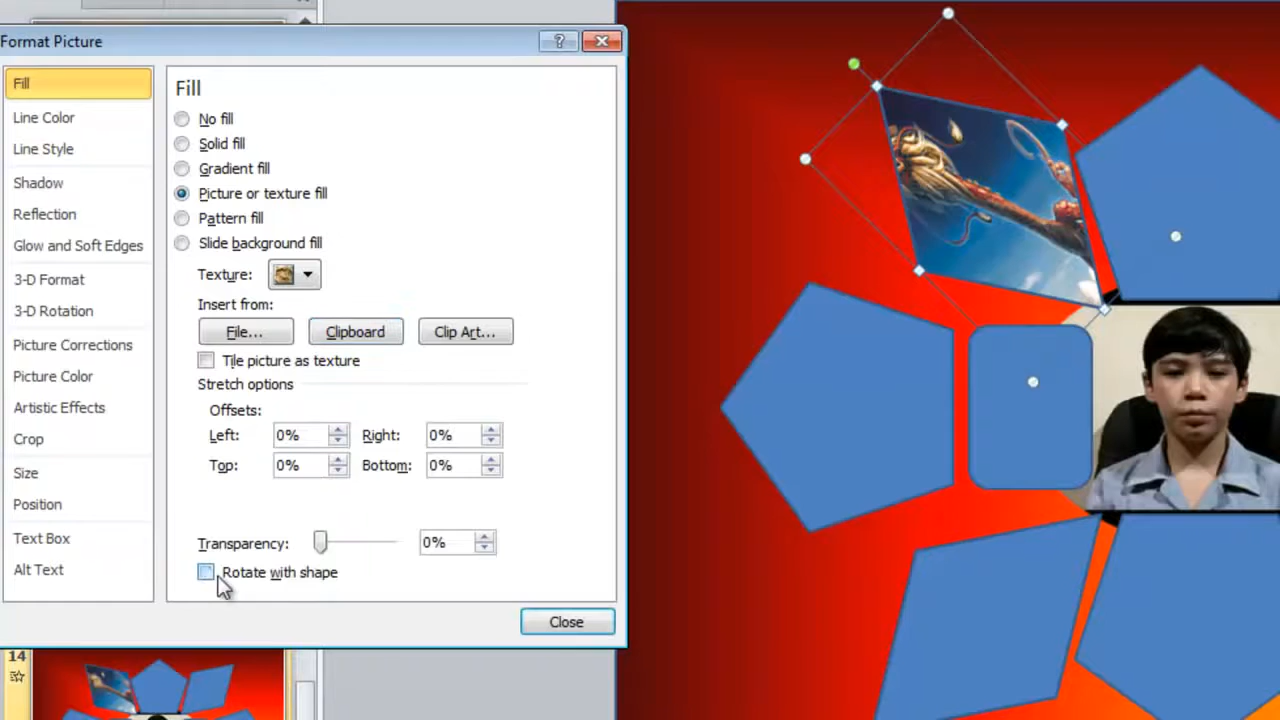 Format Picture
Fill
Line Color
Line Style
Shadow
Reflection
Glow and Soft Edges
3-D Format
3-D Rotation
Picture Corrections
Picture Color
Artistic Effects
Crop
Size
Position
Text Box
Alt Text
Fill
No fill
Solid fill
Gradient fill
Picture or texture fill
Pattern fill
Slide background fill
Texture:
Insert from:
File... Clipboard Clip Art...
Tile picture as texture
Stretch options
Offsets:
Left: 0% Right: 0%
Top: 0% Bottom: 0%
Transparency: 0%
Rotate with shape
Close
14